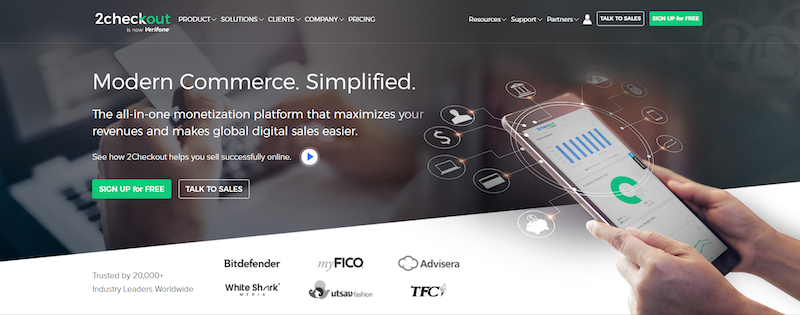 2checkout
is now Verifone
PRODUCT SOLUTIONS CLIENTS COMPANY PRICING
Resources Support Partners TALK TO SALES SIGN UP for FREE
Modern Commerce. Simplified.
The all-in-one monetization platform that maximizes your
revenues and makes global digital sales easier.
See how 2Checkout helps you sell successfully online.
SIGN UP for FREE TALK TO SALES
2checkout
Trusted by 20,000+
Industry Leaders Worldwide
Bitdefender myFICO Advisera
White Shark utsav fashion TFC
MEDIA